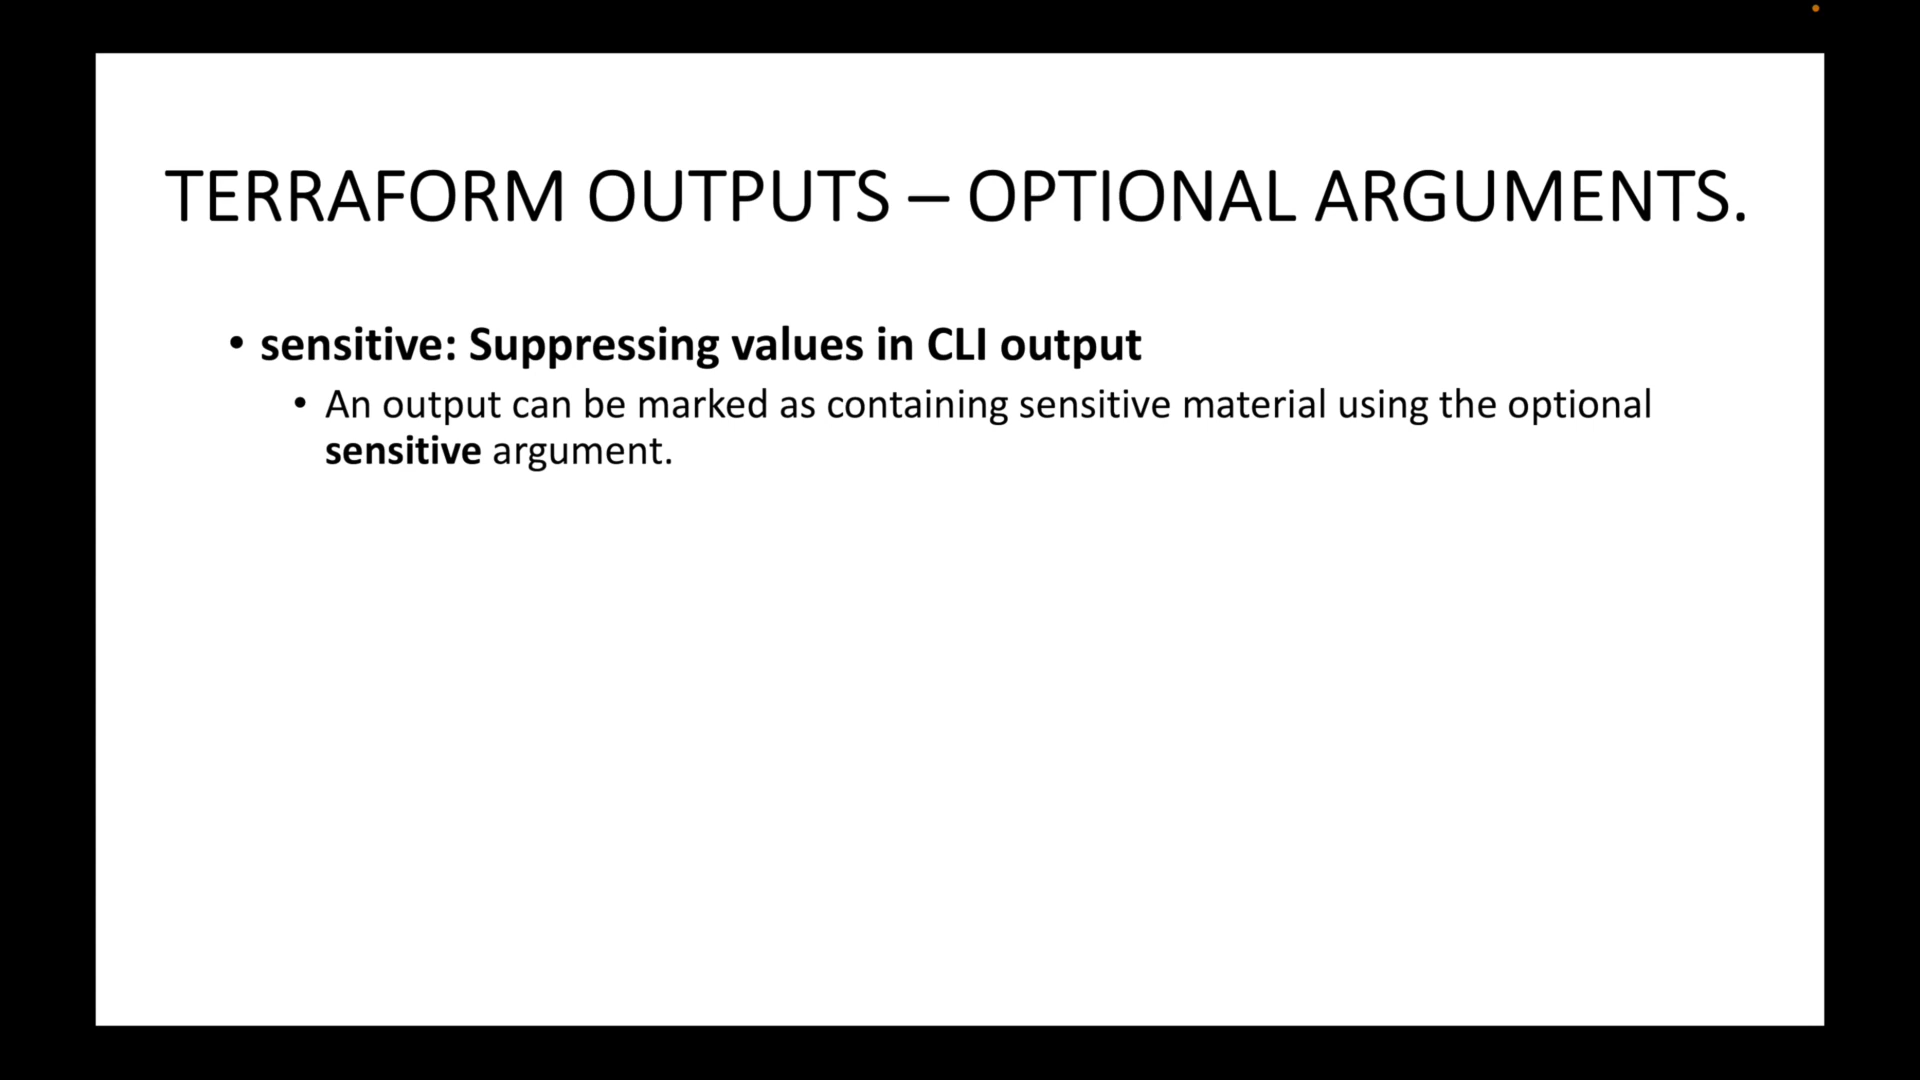 TERRAFORM OUTPUTS – OPTIONAL ARGUMENTS.
• sensitive: Suppressing values in CLI output
• An output can be marked as containing sensitive material using the optional
sensitive argument.